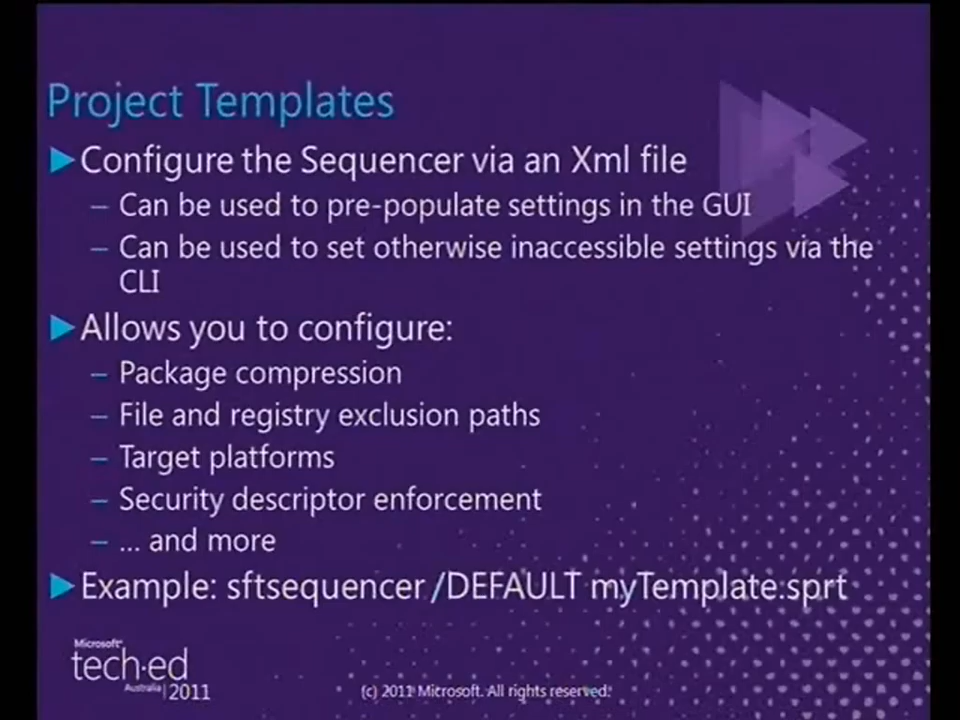 Project Templates
Configure the Sequencer via an Xml file
– Can be used to pre-populate settings in the GUI
– Can be used to set otherwise inaccessible settings via the
CLI
Allows you to configure:
– Package compression
– File and registry exclusion paths
– Target platforms
– Security descriptor enforcement
– ... and more
Example: sftsequencer /DEFAULT myTemplate.sprt
Microsoft®
tech·ed
Australia | 2011
(c) 2011 Microsoft. All rights reserved.